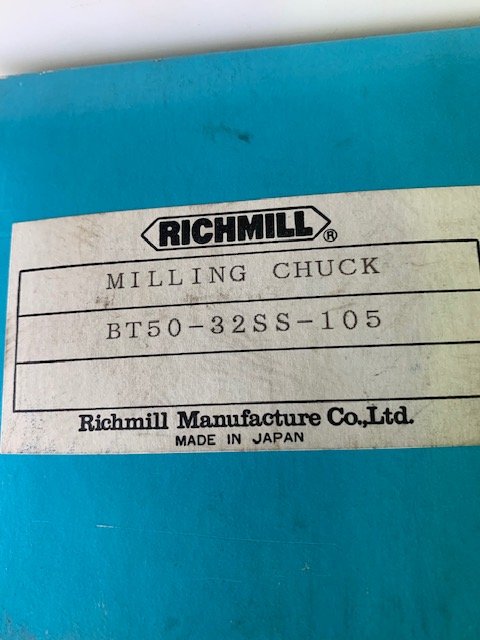 RICHMILL®
MILLING CHUCK
BT50-32SS-105
Richmill Manufacture Co.,Ltd.
MADE IN JAPAN